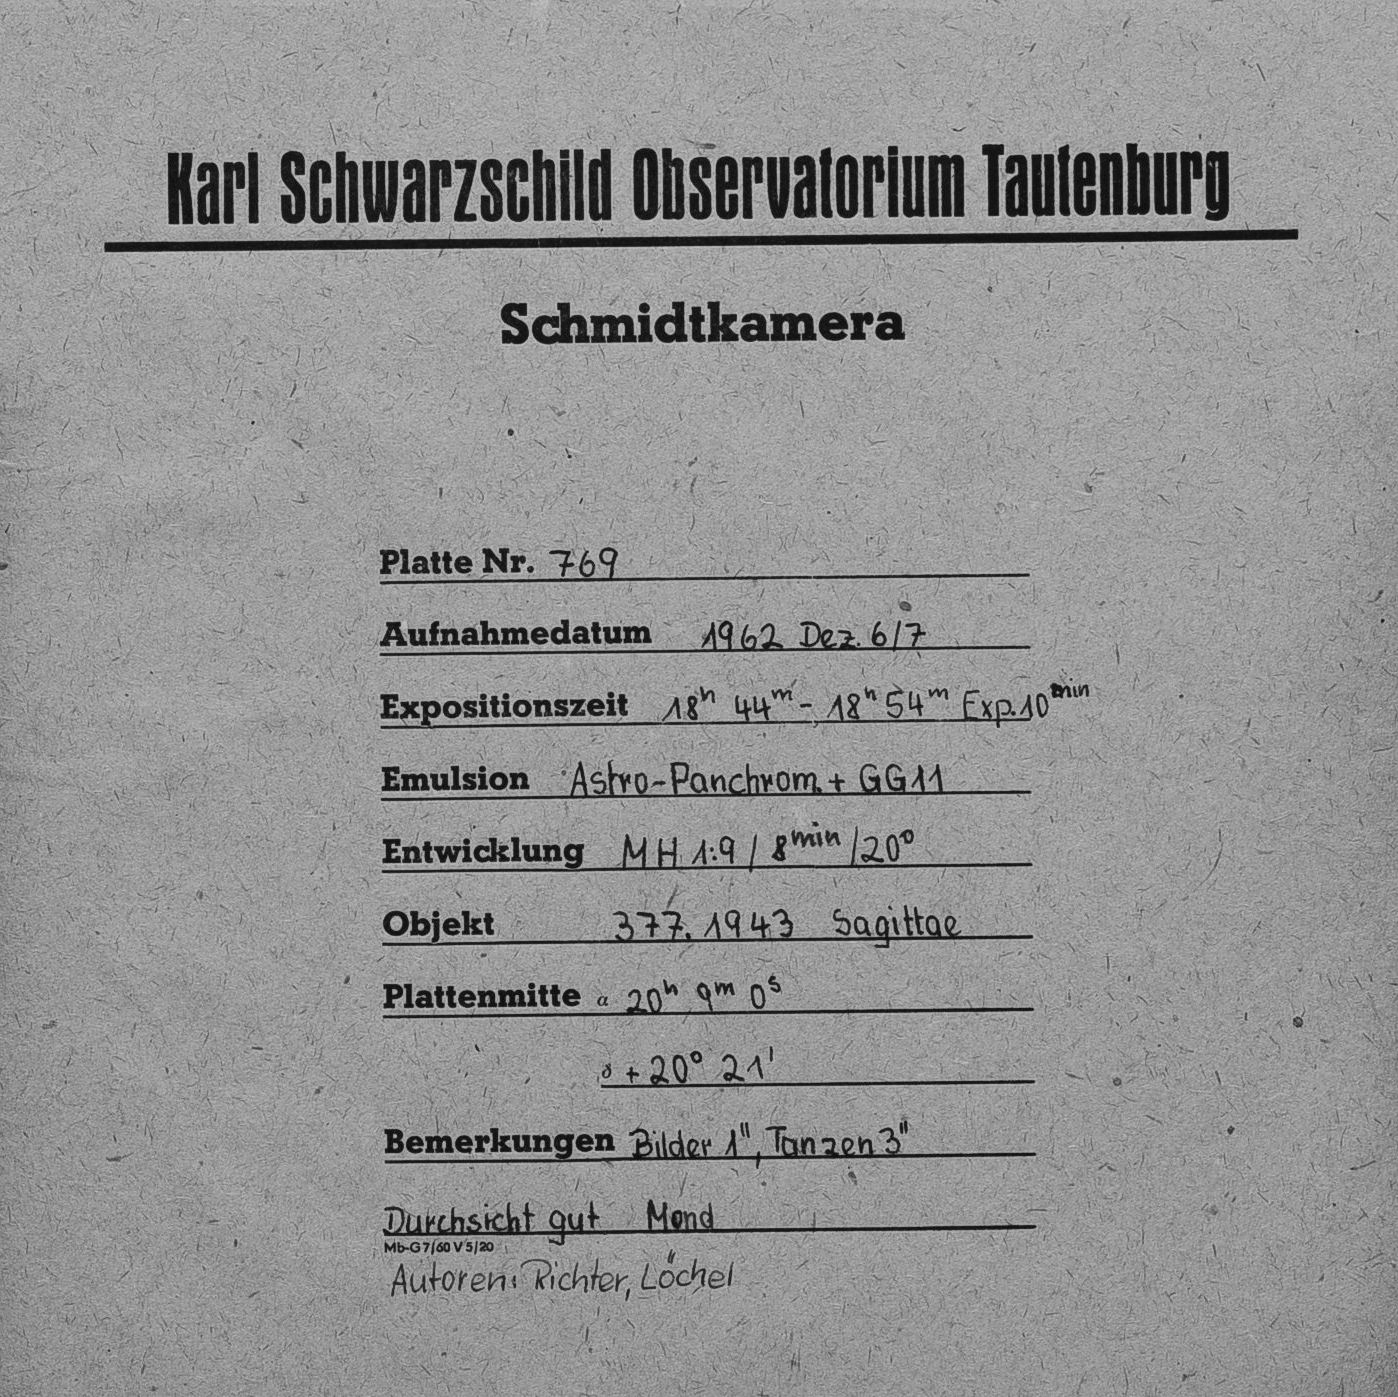 Karl Schwarzschild Observatorium Tautenburg
Schmidtkamera
Platte Nr. 769
Aufnahmedatum 1962 Dez. 6/7
Expositionszeit 18h 44m - 18h 54m Exp. 10min
Emulsion Astro-Panchrom. + GG11
Entwicklung MH 1:9 / 8min / 20°
Objekt 377. 1943 Sagittae
Plattenmitte α 20h 9m 0s
δ + 20° 21'
Bemerkungen Bilder 1", Tanzen 3"
Durchsicht gut Mond
Mb-G 7/60 V 5/20
Autoren: Richter, Löchel